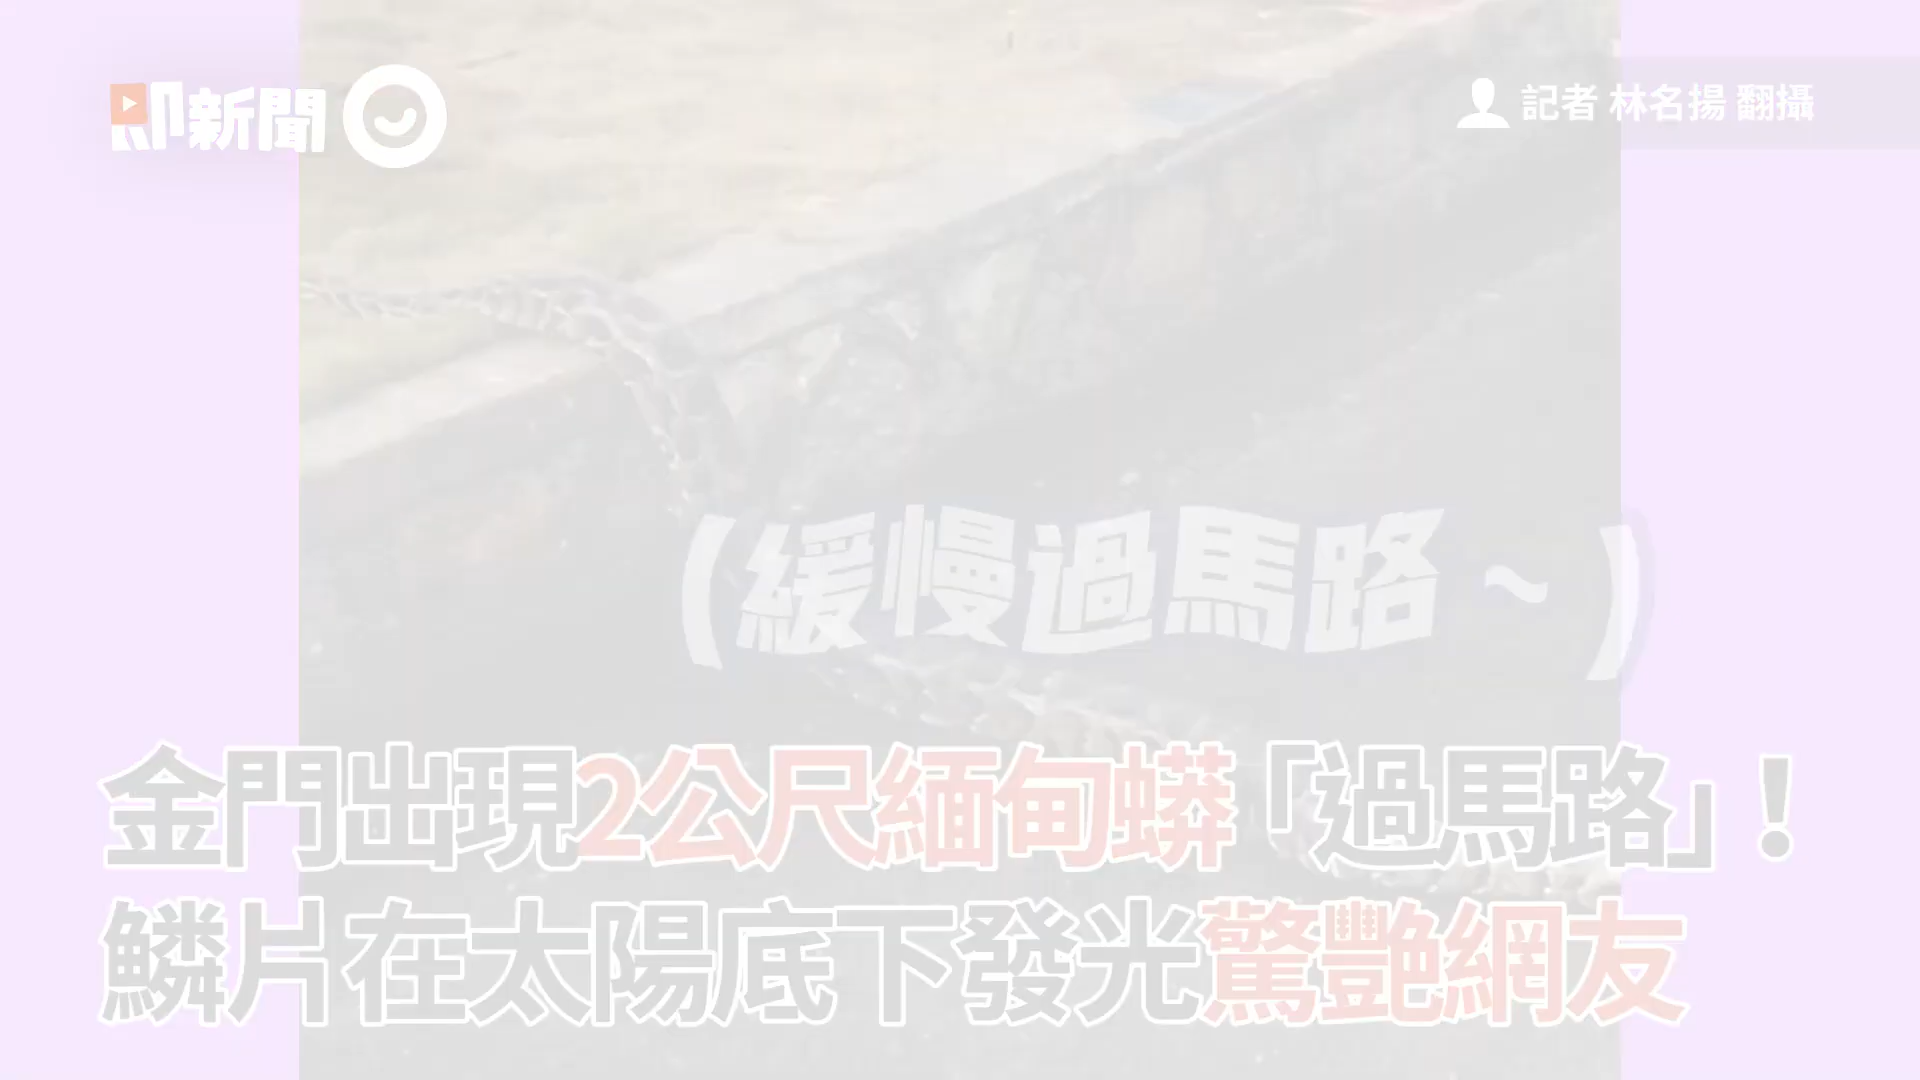 即新聞
記者 林名揚 翻攝
(緩慢過馬路~)
金門出現2公尺緬甸蟒「過馬路」!
鱗片在太陽底下發光驚艷網友